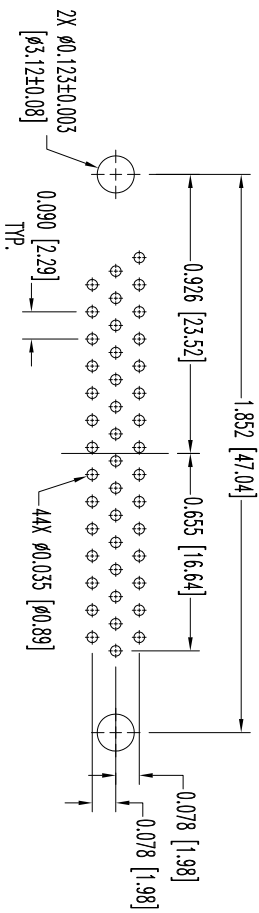 2X ø0.123±0.003
[ø3.12±0.08]
0.090 [2.29]
TYP.
0.926 [23.52]
1.852 [47.04]
0.655 [16.64]
44X ø0.035 [ø0.89]
0.078 [1.98]
0.078 [1.98]